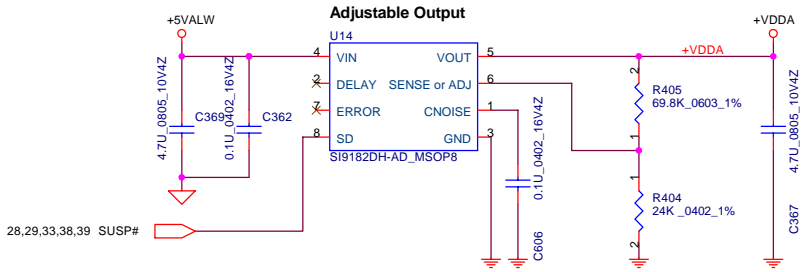 Adjustable Output
+5VALW
U14
+VDDA
4 VIN VOUT 5 +VDDA
2 DELAY SENSE or ADJ 6
7 ERROR CNOISE 1
8 SD GND 3
SI9182DH-AD_MSOP8
C369
4.7U_0805_10V4Z
C362
0.1U_0402_16V4Z
0.1U_0402_16V4Z
C606
2
R405
69.8K_0603_1%
1
1
R404
24K _0402_1%
2
4.7U_0805_10V4Z
C367
28,29,33,38,39 SUSP#